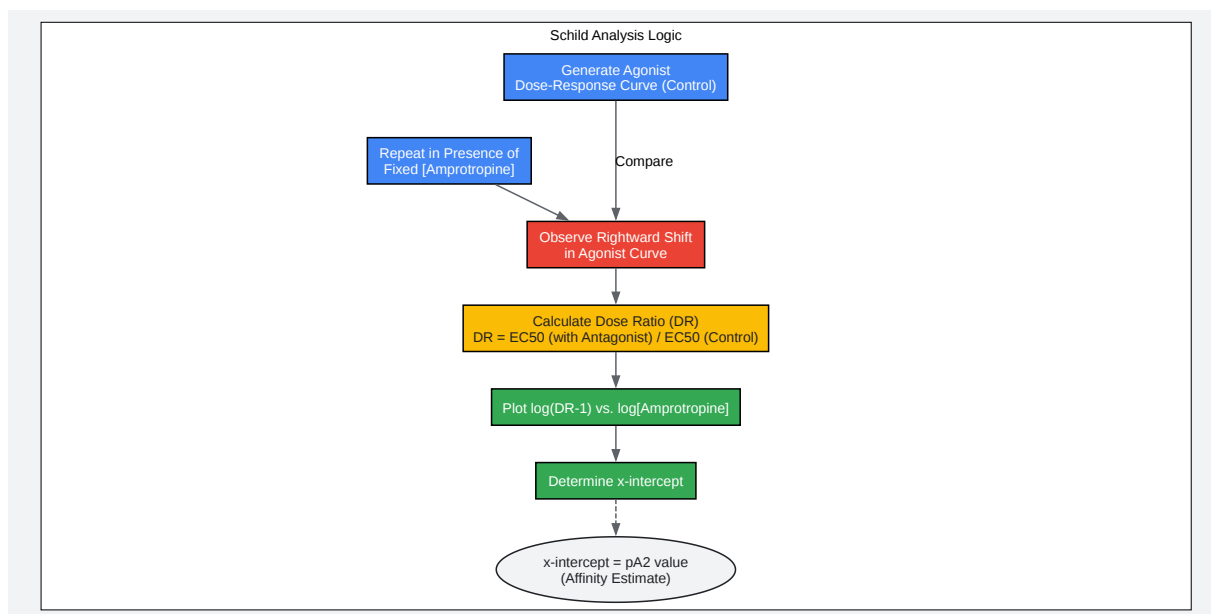 Schild Analysis Logic
Generate Agonist
Dose-Response Curve (Control)
Repeat in Presence of
Fixed [Amprotropine]
Compare
Observe Rightward Shift
in Agonist Curve
Calculate Dose Ratio (DR)
DR = EC50 (with Antagonist) / EC50 (Control)
Plot log(DR-1) vs. log[Amprotropine]
Determine x-intercept
x-intercept = pA2 value
(Affinity Estimate)